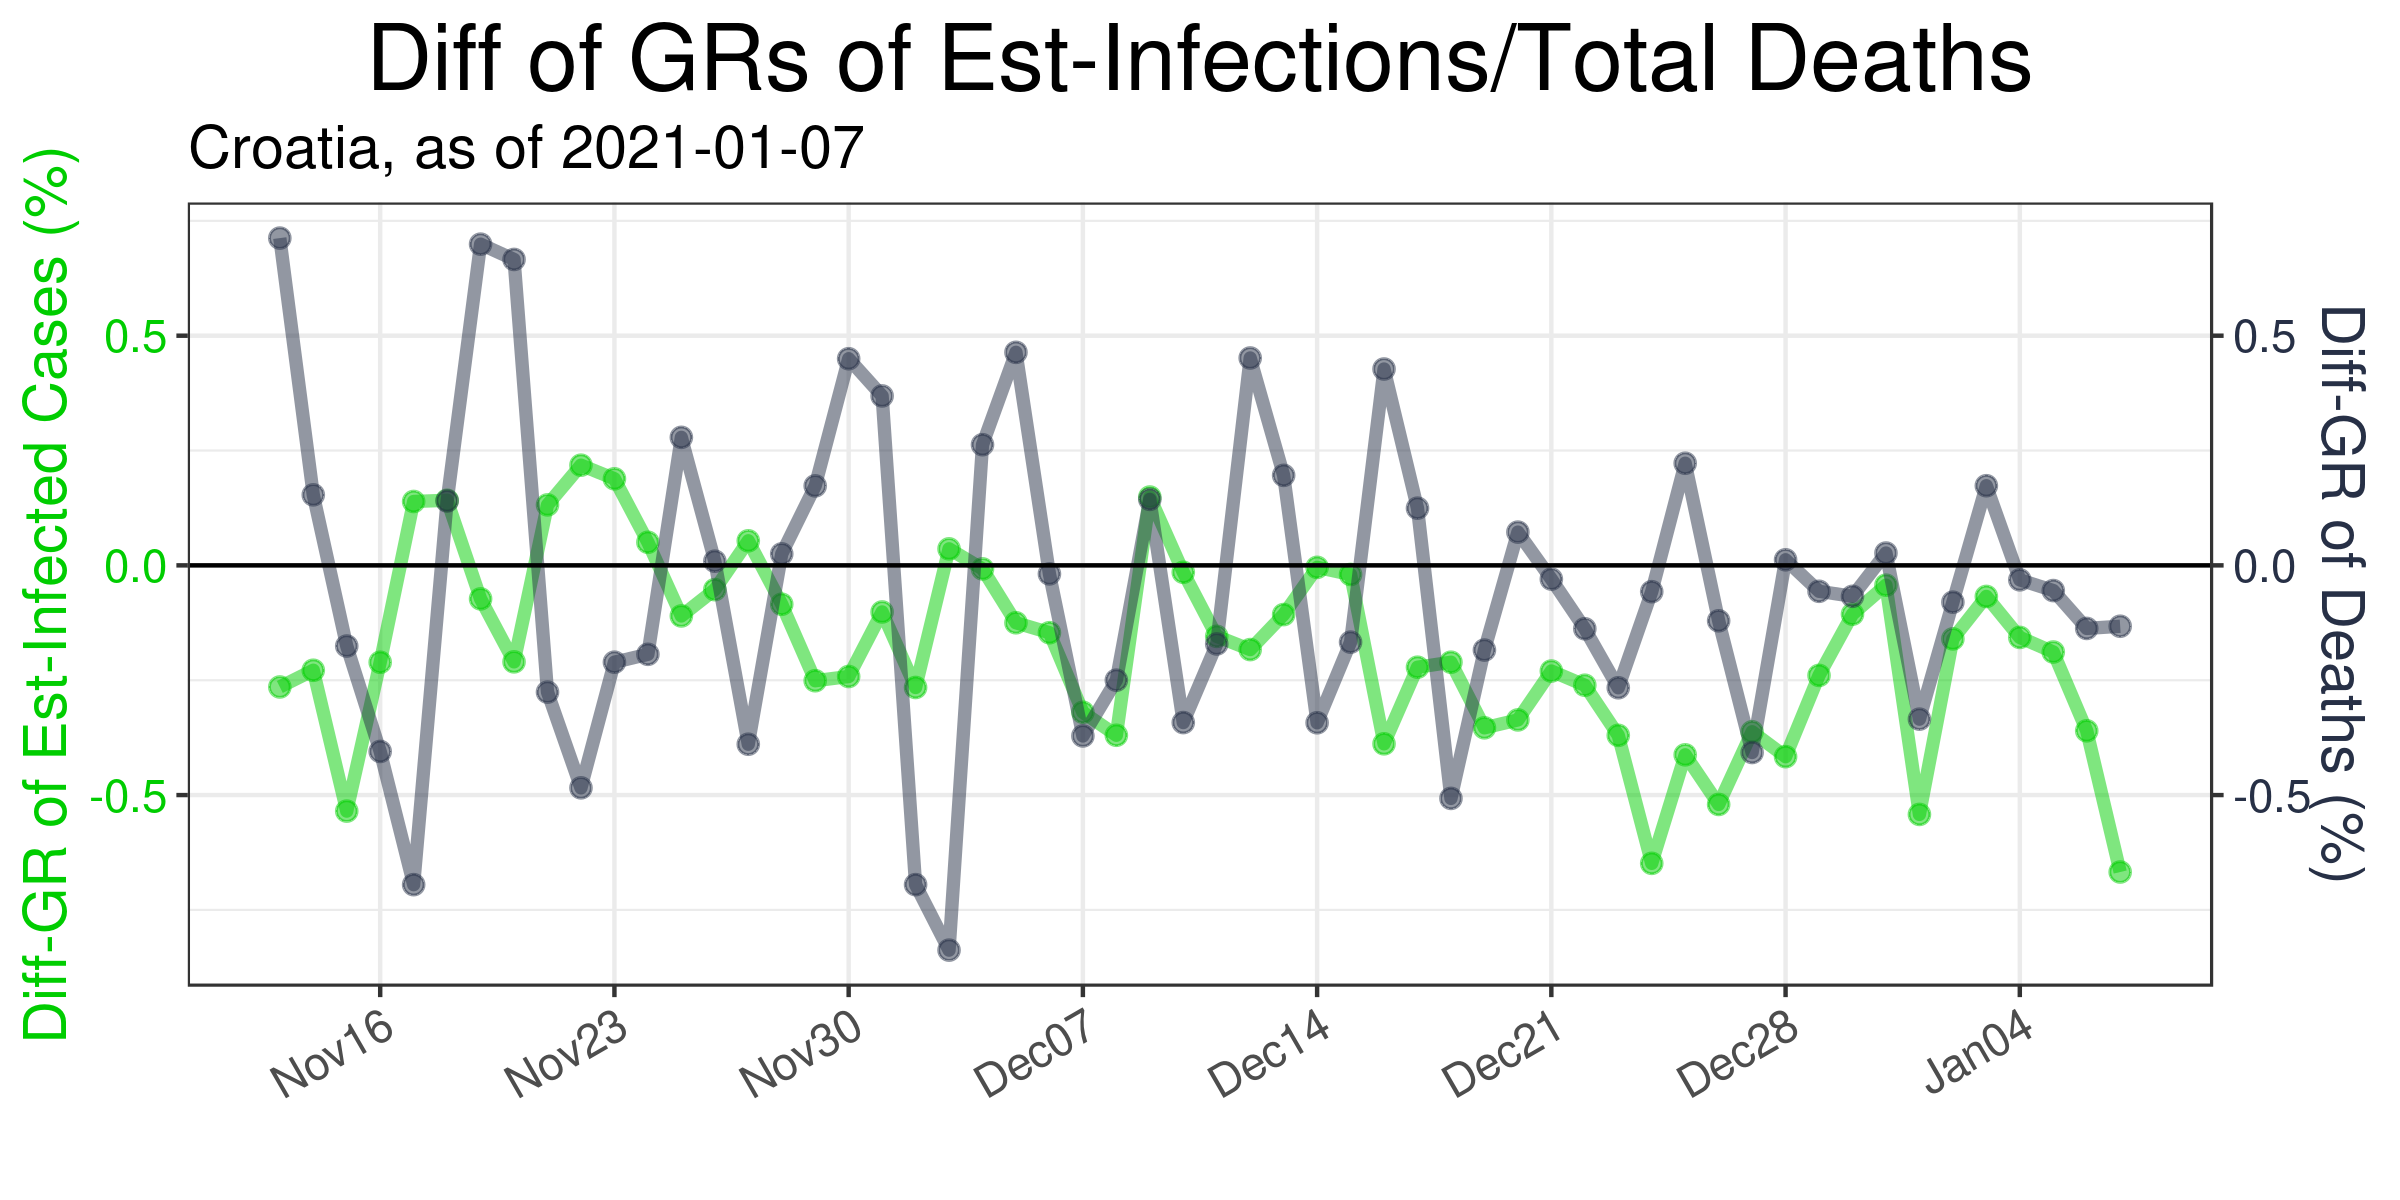 Diff of GRs of Est-Infections/Total Deaths
Croatia, as of 2021-01-07
Diff-GR of Est-Infected Cases (%)
0.5
0.0
-0.5
0.5
0.0
-0.5
Diff-GR of Deaths (%)
Nov16
Nov23
Nov30
Dec07
Dec14
Dec21
Dec28
Jan04